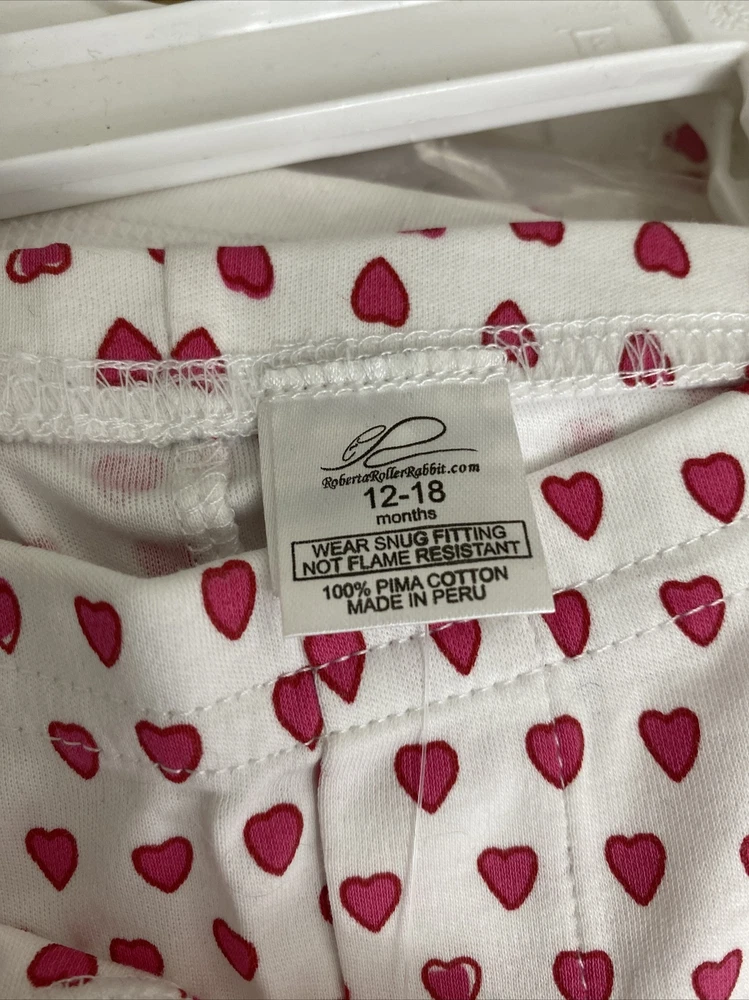 RobertaRollerRabbit.com
12-18
months
WEAR SNUG FITTING
NOT FLAME RESISTANT
100% PIMA COTTON
MADE IN PERU